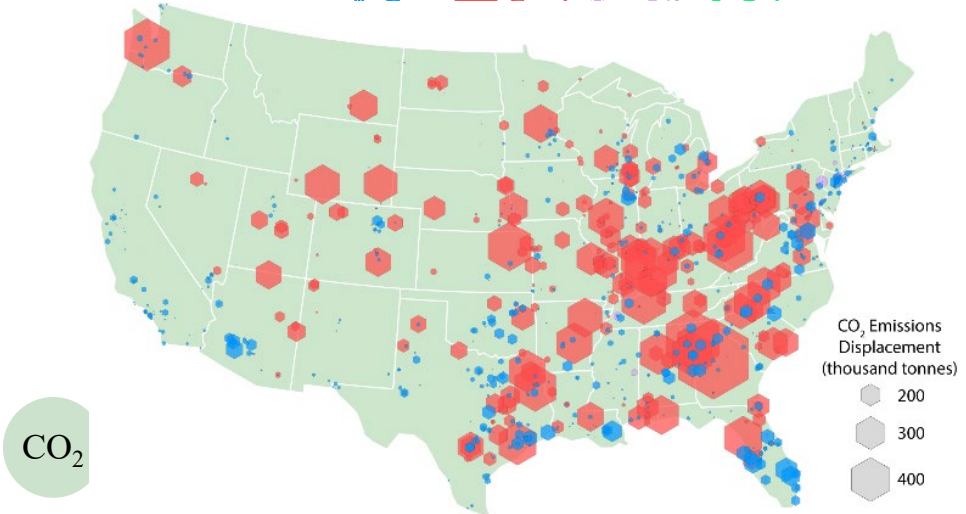 CO₂ Emissions
Displacement
(thousand tonnes)
200
300
400
CO₂